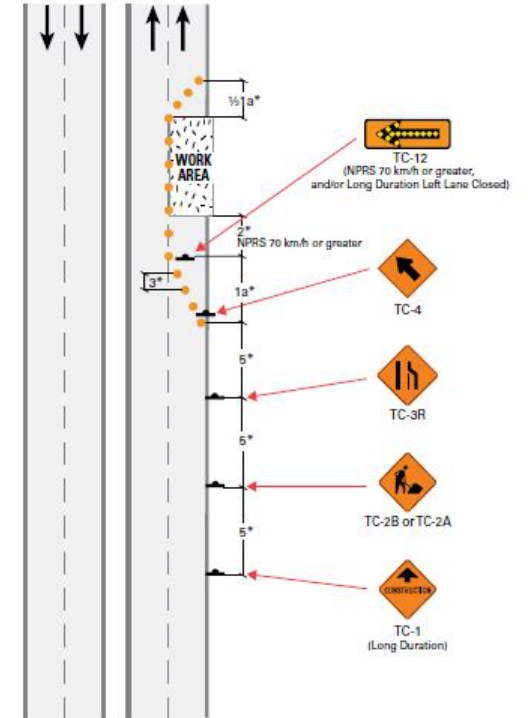 ½ a*
WORK
AREA
TC-12
(NPRS 70 km/h or greater,
and/or Long Duration Left Lane Closed)
2*
NPRS 70 km/h or greater
3*
1a*
TC-4
5*
TC-3R
5*
TC-2B or TC-2A
5*
CONSTRUCTION
TC-1
(Long Duration)